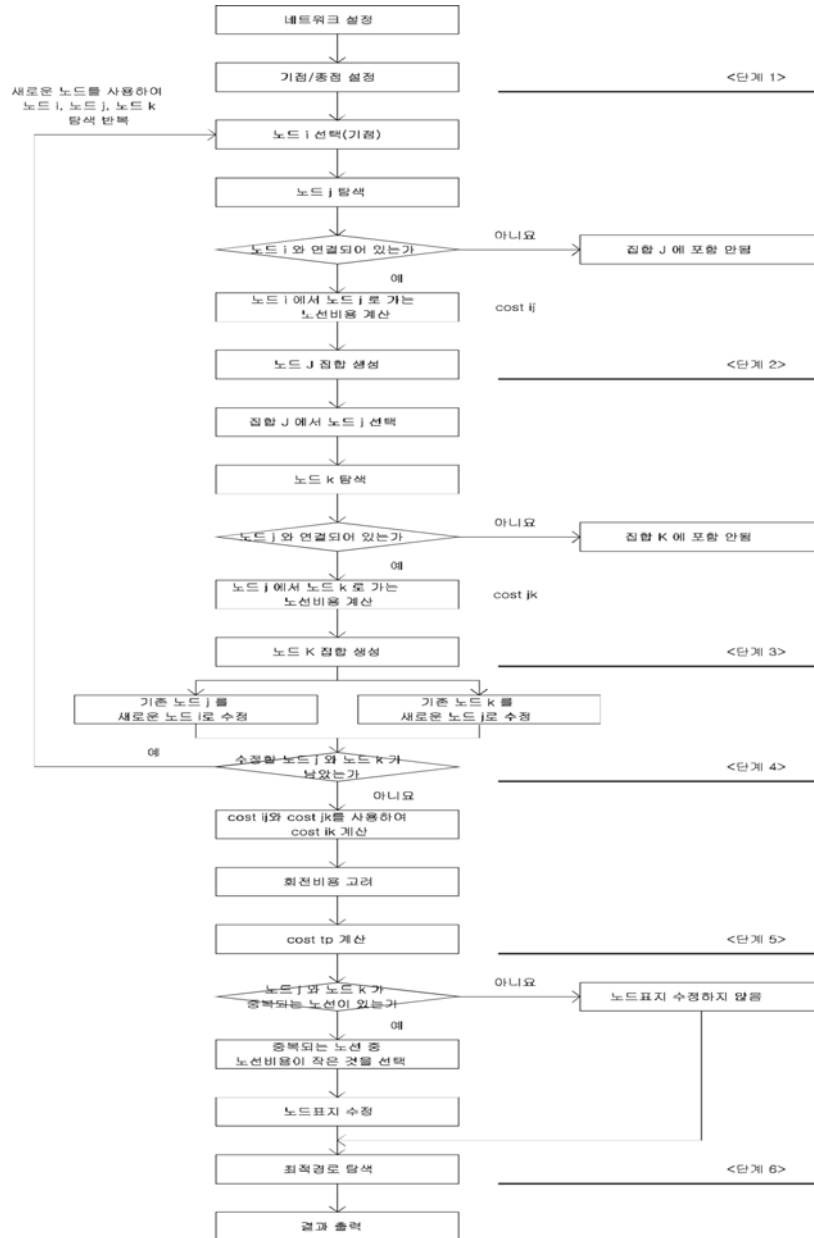 네트워크 설정
기점/종점 설정
<단계 1>
새로운 노드를 사용하여
노드 i, 노드 j, 노드 k
탐색 반복
노드 i 선택(기점)
노드 j 탐색
노드 i 와 연결되어 있는가
아니요
집합 J 에 포함 안됨
예
노드 i 에서 노드 j 로 가는
노선비용 계산
cost ij
노드 J 집합 생성
<단계 2>
집합 J 에서 노드 j 선택
노드 k 탐색
노드 j 와 연결되어 있는가
아니요
집합 K 에 포함 안됨
예
노드 j 에서 노드 k 로 가는
노선비용 계산
cost jk
노드 K 집합 생성
<단계 3>
기존 노드 j 를
새로운 노드 i로 수정
기존 노드 k 를
새로운 노드 j로 수정
예
수정할 노드 j 와 노드 k 가
남았는가
<단계 4>
아니요
cost ij와 cost jk를 사용하여
cost ik 계산
회전비용 고려
cost tp 계산
<단계 5>
노드 j 와 노드 k 가
중복되는 노선이 있는가
아니요
노드표지 수정하지 않음
예
중복되는 노선 중
노선비용이 작은 것을 선택
노드표지 수정
최적경로 탐색
<단계 6>
결과 출력